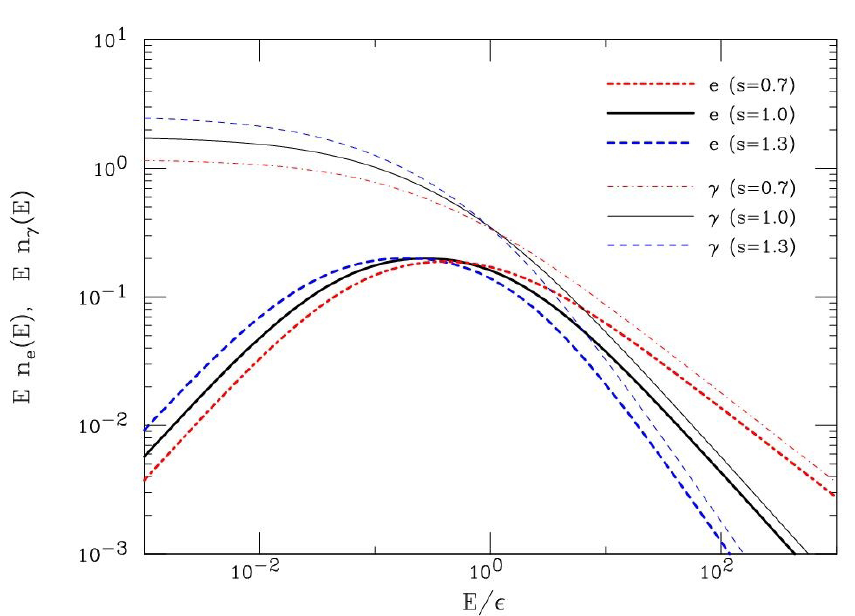 10¹
10⁰
10⁻¹
10⁻²
10⁻³
E nₑ(E), E nᵧ(E)
e (s=0.7)
e (s=1.0)
e (s=1.3)
γ (s=0.7)
γ (s=1.0)
γ (s=1.3)
10⁻² 10⁰ 10²
E/ϵ